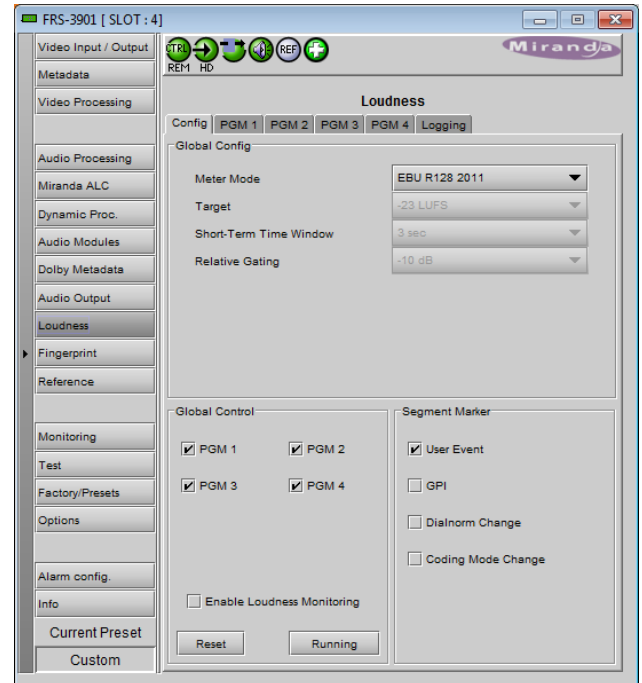 FRS-3901 [ SLOT : 4]
Video Input / Output
Metadata
Video Processing
Audio Processing
Miranda ALC
Dynamic Proc.
Audio Modules
Dolby Metadata
Audio Output
Loudness
Fingerprint
Reference
Monitoring
Test
Factory/Presets
Options
Alarm config.
Info
Current Preset
Custom
CTRL REF
REM HD
Miranda
Loudness
Config PGM 1 PGM 2 PGM 3 PGM 4 Logging
Global Config
Meter Mode EBU R128 2011
Target -23 LUFS
Short-Term Time Window 3 sec
Relative Gating -10 dB
Global Control
PGM 1 PGM 2
PGM 3 PGM 4
Enable Loudness Monitoring
Reset Running
Segment Marker
User Event
GPI
Dialnorm Change
Coding Mode Change